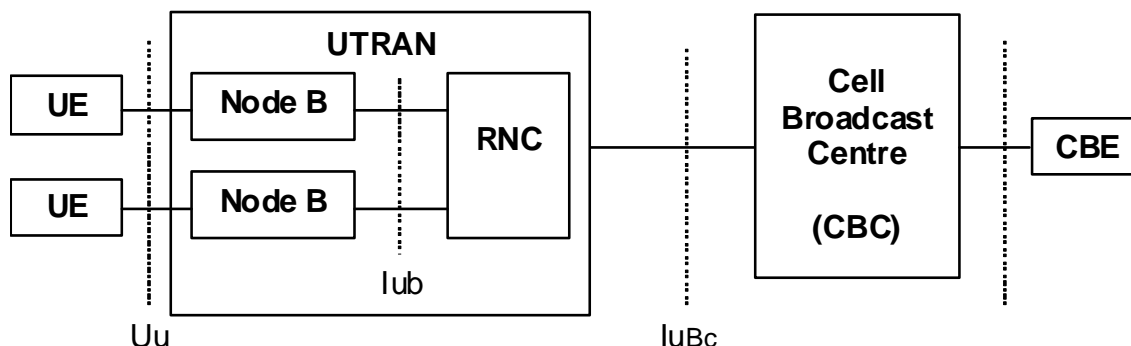 UTRAN
UE
Node B
RNC
UE
Node B
Iub
Uu
IuBc
Cell
Broadcast
Centre
(CBC)
CBE